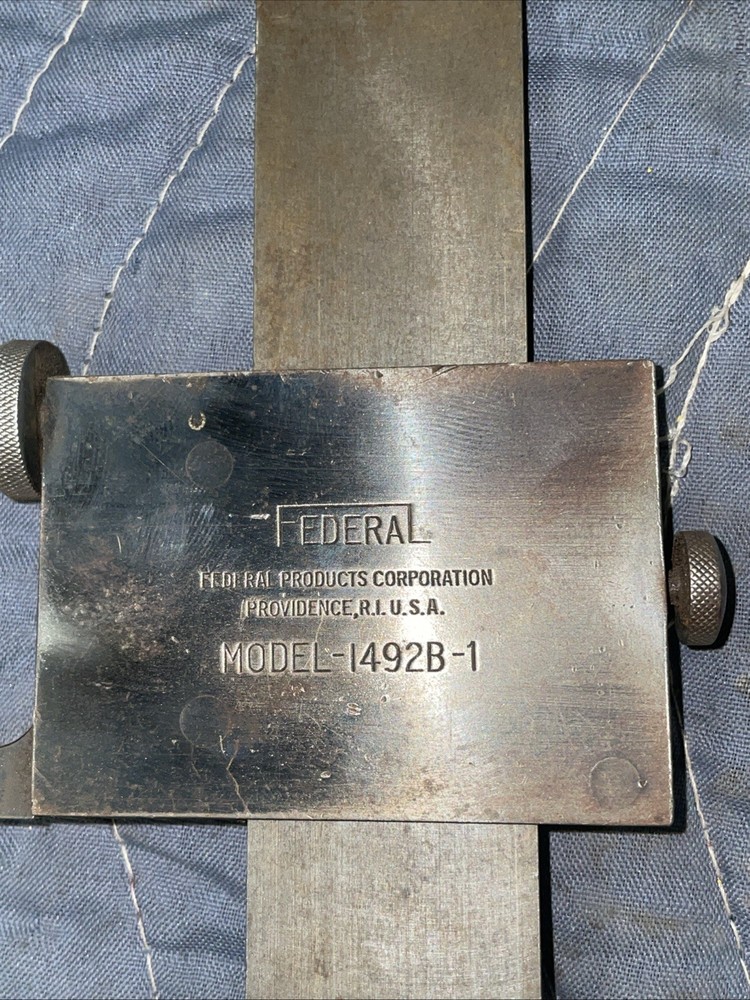 FEDERAL
FEDERAL PRODUCTS CORPORATION
PROVIDENCE, R.I. U.S.A.
MODEL-1492B-1